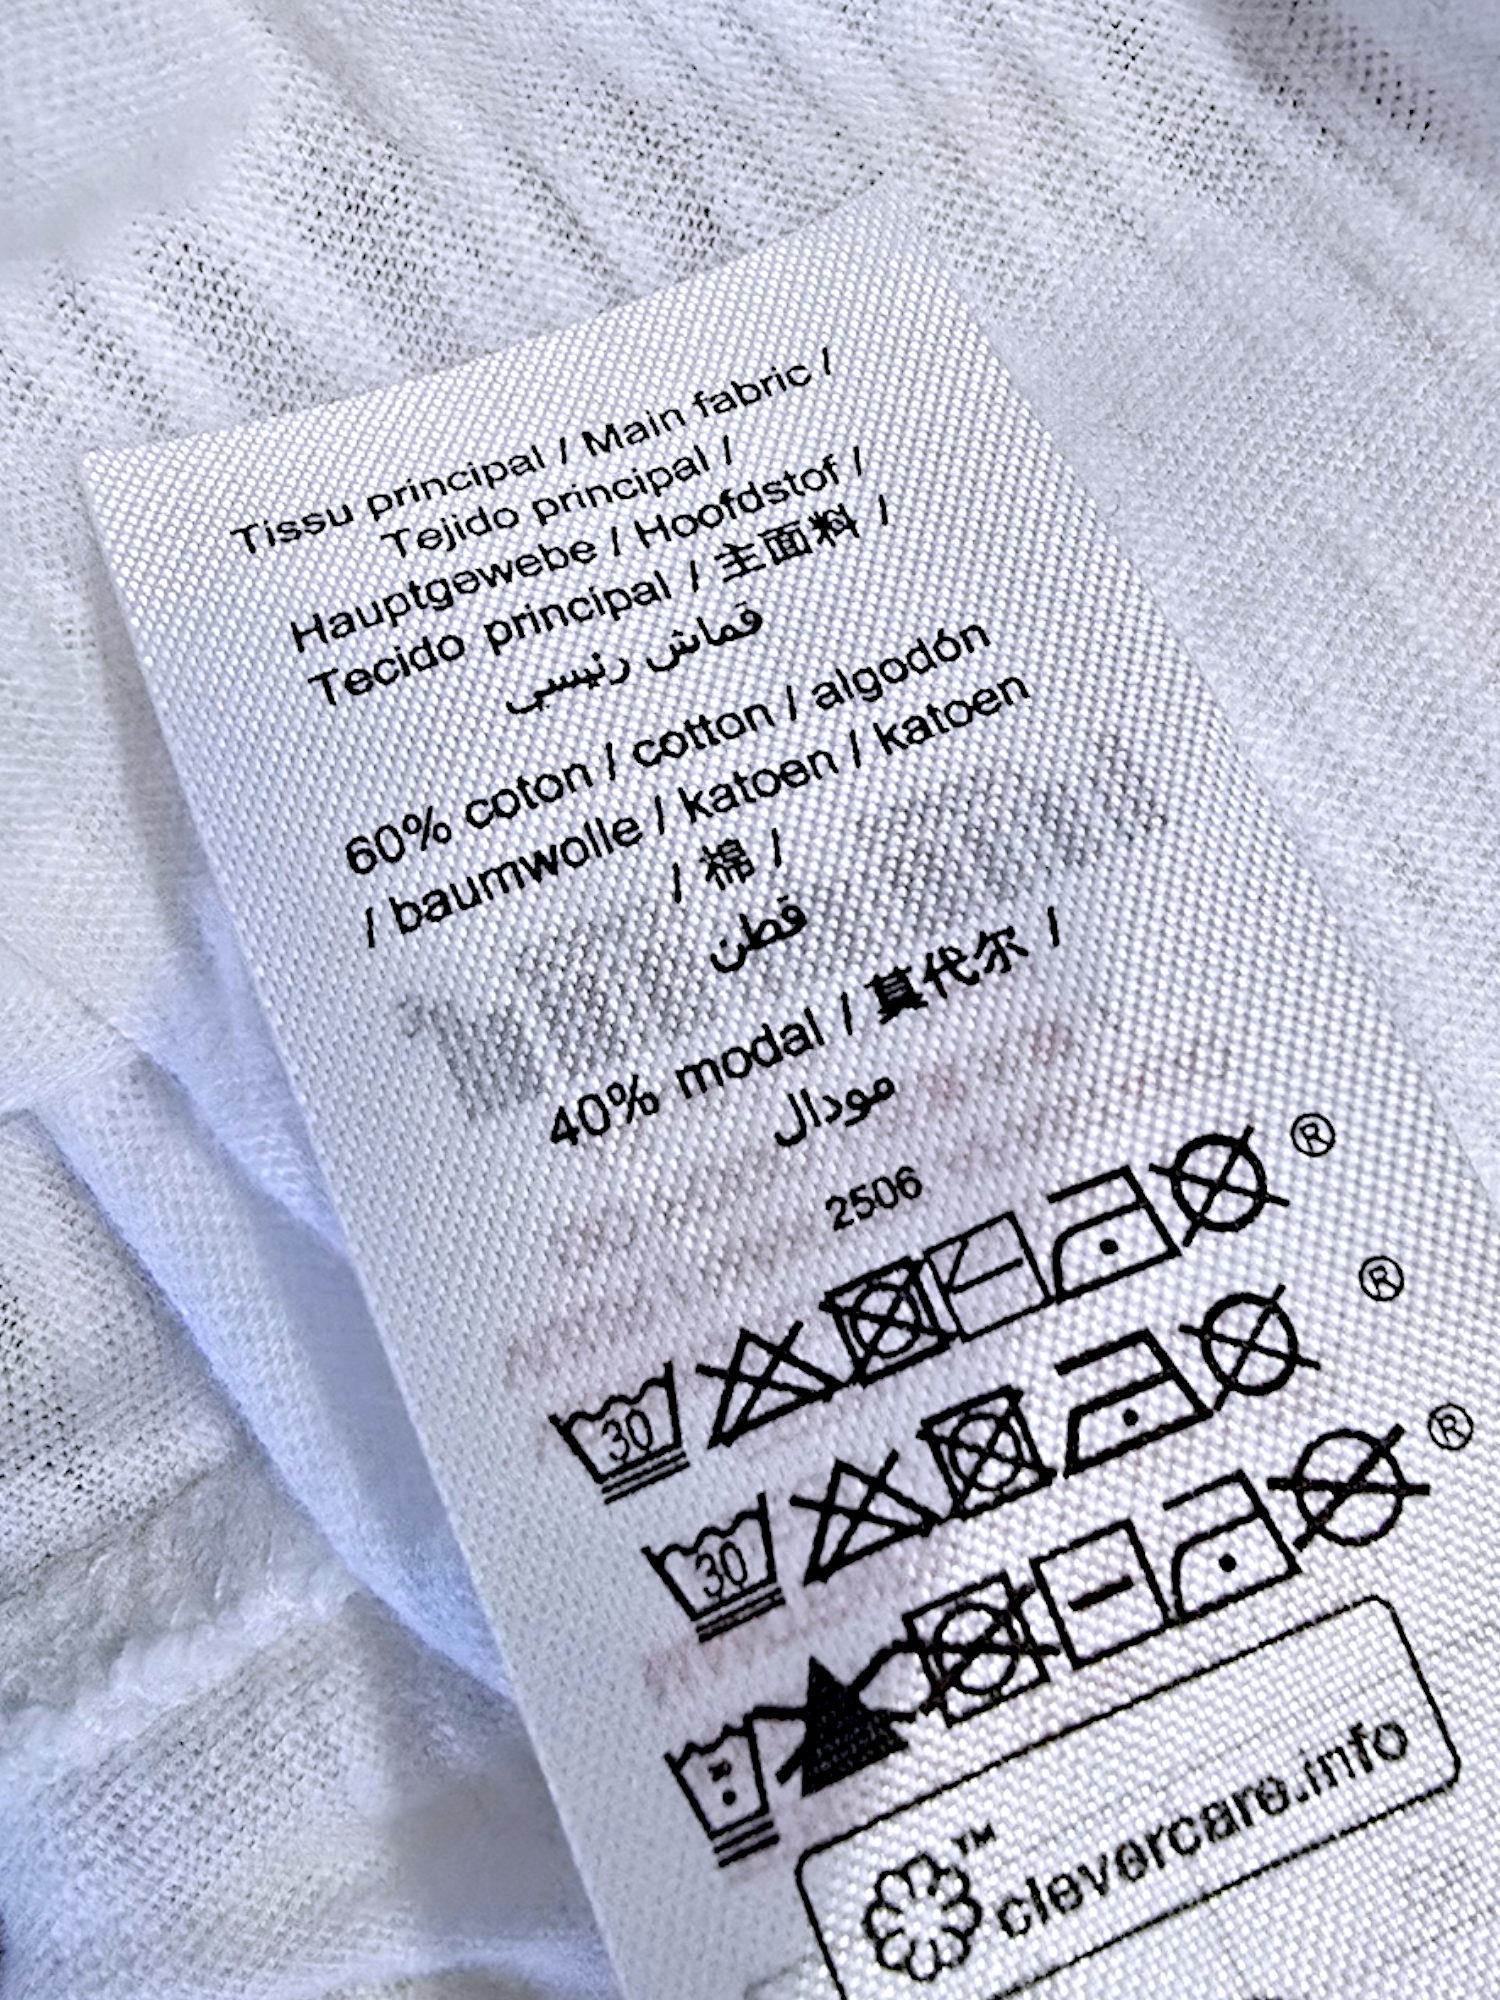 Tissu principal / Main fabric /
Tejido principal /
Hauptgewebe / Hoofdstof /
Tecido principal / 主面料 /
قماش رئيسي
60% coton / cotton / algodón
/ baumwolle / katoen / katoen
/ 棉 /
قطن
40% modal / 莫代尔 /
مودال
2506
®
30
®
30
®
TM
clevercare.info